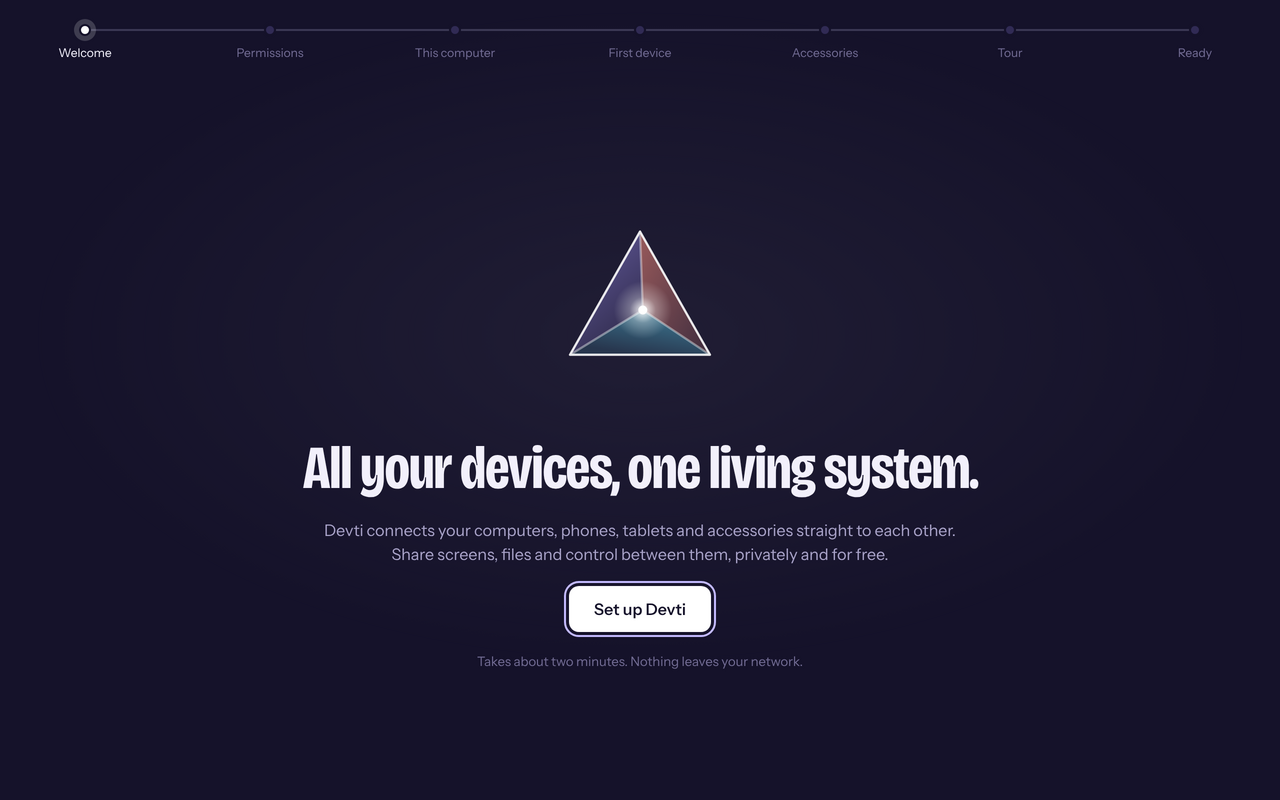 Welcome
Permissions
This computer
First device
Accessories
Tour
Ready
All your devices, one living system.
Devti connects your computers, phones, tablets and accessories straight to each other.
Share screens, files and control between them, privately and for free.
Set up Devti
Takes about two minutes. Nothing leaves your network.